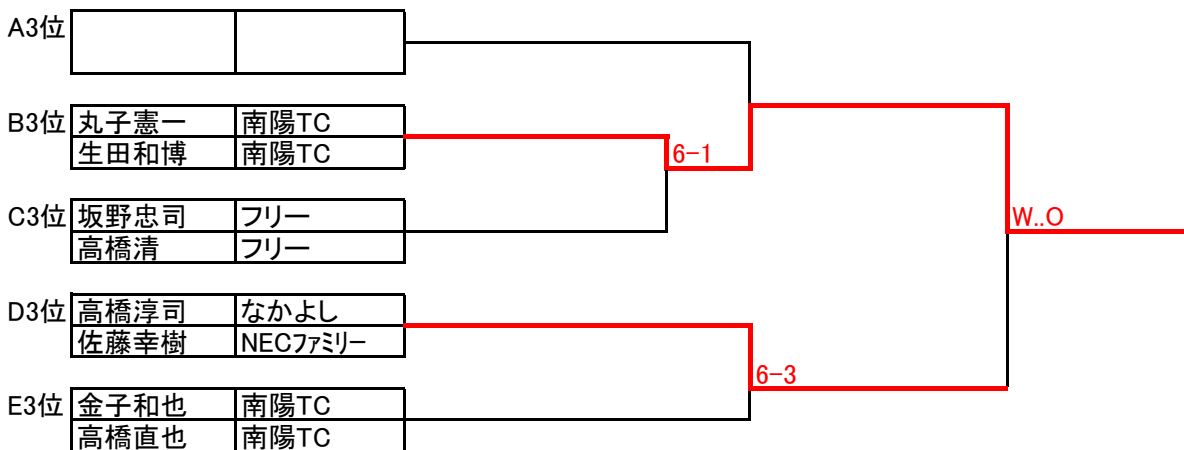 A3位
B3位 丸子憲一 南陽TC
生田和博 南陽TC
6-1
C3位 坂野忠司 フリー
高橋清 フリー
W..O
D3位 高橋淳司 なかよし
佐藤幸樹 NECファミリー
6-3
E3位 金子和也 南陽TC
高橋直也 南陽TC